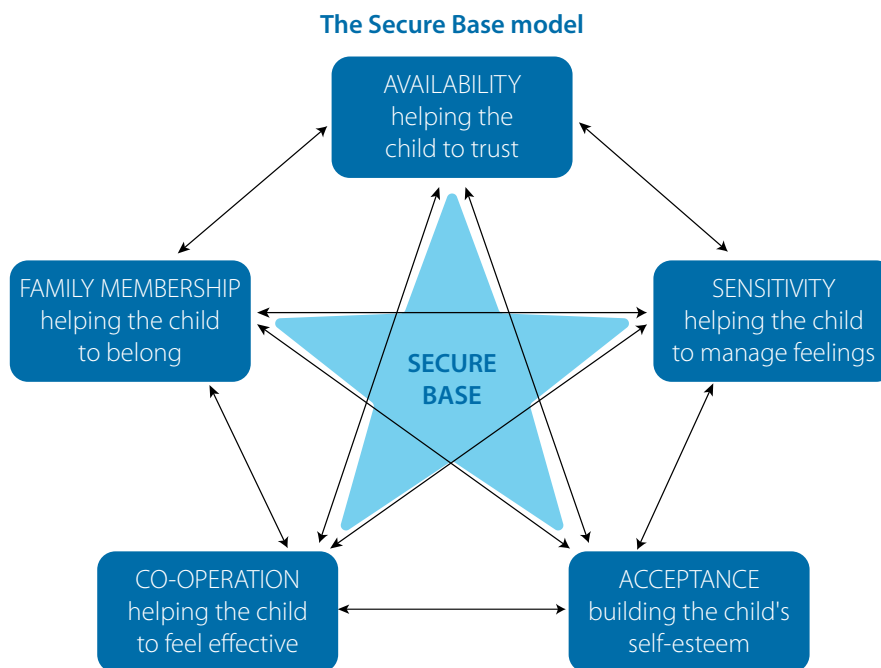 The Secure Base model
AVAILABILITY
helping the
child to trust
FAMILY MEMBERSHIP
helping the child
to belong
SENSITIVITY
helping the child
to manage feelings
SECURE
BASE
CO-OPERATION
helping the child
to feel effective
ACCEPTANCE
building the child's
self-esteem